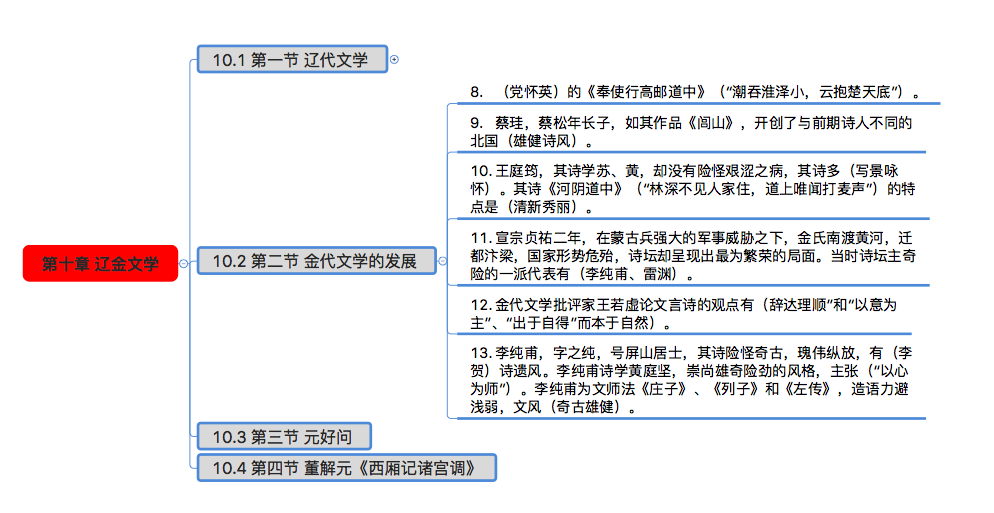 第十章 辽金文学
10.1 第一节 辽代文学
10.2 第二节 金代文学的发展
8. （党怀英）的《奉使行高邮道中》（“潮吞淮泽小，云抱楚天底”）。
9. 蔡珪，蔡松年长子，如其作品《闾山》，开创了与前期诗人不同的
北国（雄健诗风）。
10. 王庭筠，其诗学苏、黄，却没有险怪艰涩之病，其诗多（写景咏
怀）。其诗《河阴道中》（“林深不见人家住，道上唯闻打麦声”）的特
点是（清新秀丽）。
11. 宣宗贞祐二年，在蒙古兵强大的军事威胁之下，金氏南渡黄河，迁
都汴梁，国家形势危殆，诗坛却呈现出最为繁荣的局面。当时诗坛主奇
险的一派代表有（李纯甫、雷渊）。
12. 金代文学批评家王若虚论文言诗的观点有（辞达理顺”和“以意为
主”、“出于自得”而本于自然）。
13. 李纯甫，字之纯，号屏山居士，其诗险怪奇古，瑰伟纵放，有（李
贺）诗遗风。李纯甫诗学黄庭坚，崇尚雄奇险劲的风格，主张（“以心
为师”）。李纯甫为文师法《庄子》、《列子》和《左传》，造语力避
浅弱，文风（奇古雄健）。
10.3 第三节 元好问
10.4 第四节 董解元《西厢记诸宫调》